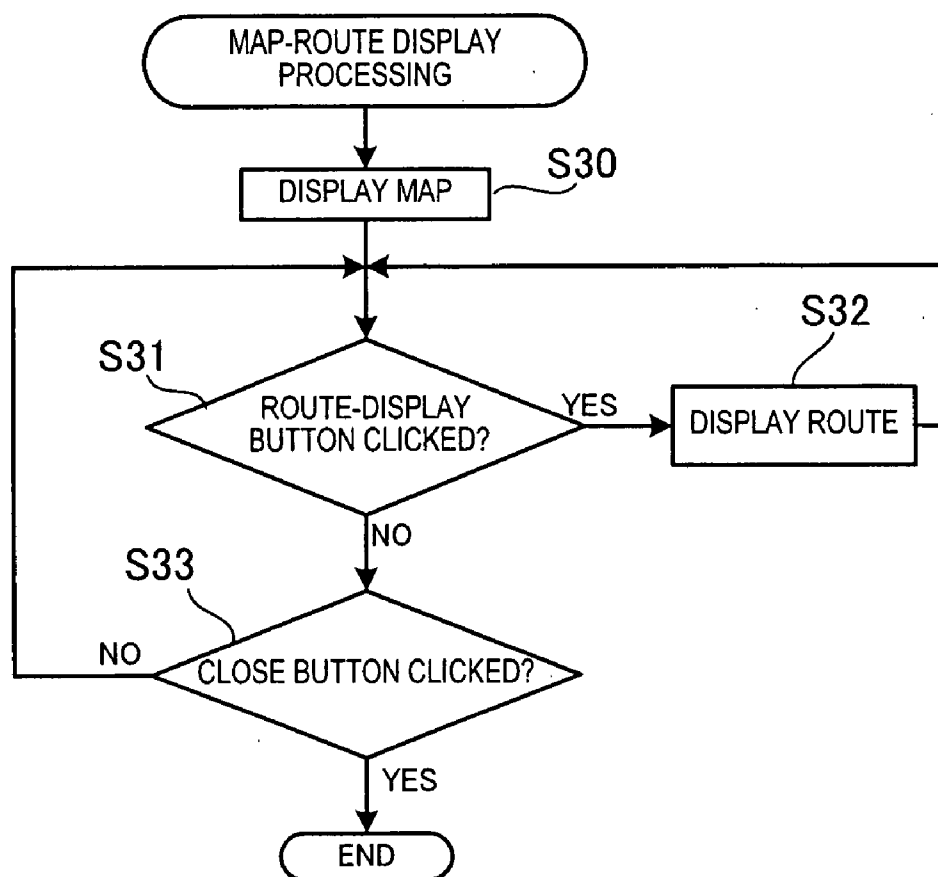 MAP-ROUTE DISPLAY
PROCESSING
S30
DISPLAY MAP
S31
S32
ROUTE-DISPLAY
BUTTON CLICKED?
YES
DISPLAY ROUTE
NO
S33
NO
CLOSE BUTTON CLICKED?
YES
END